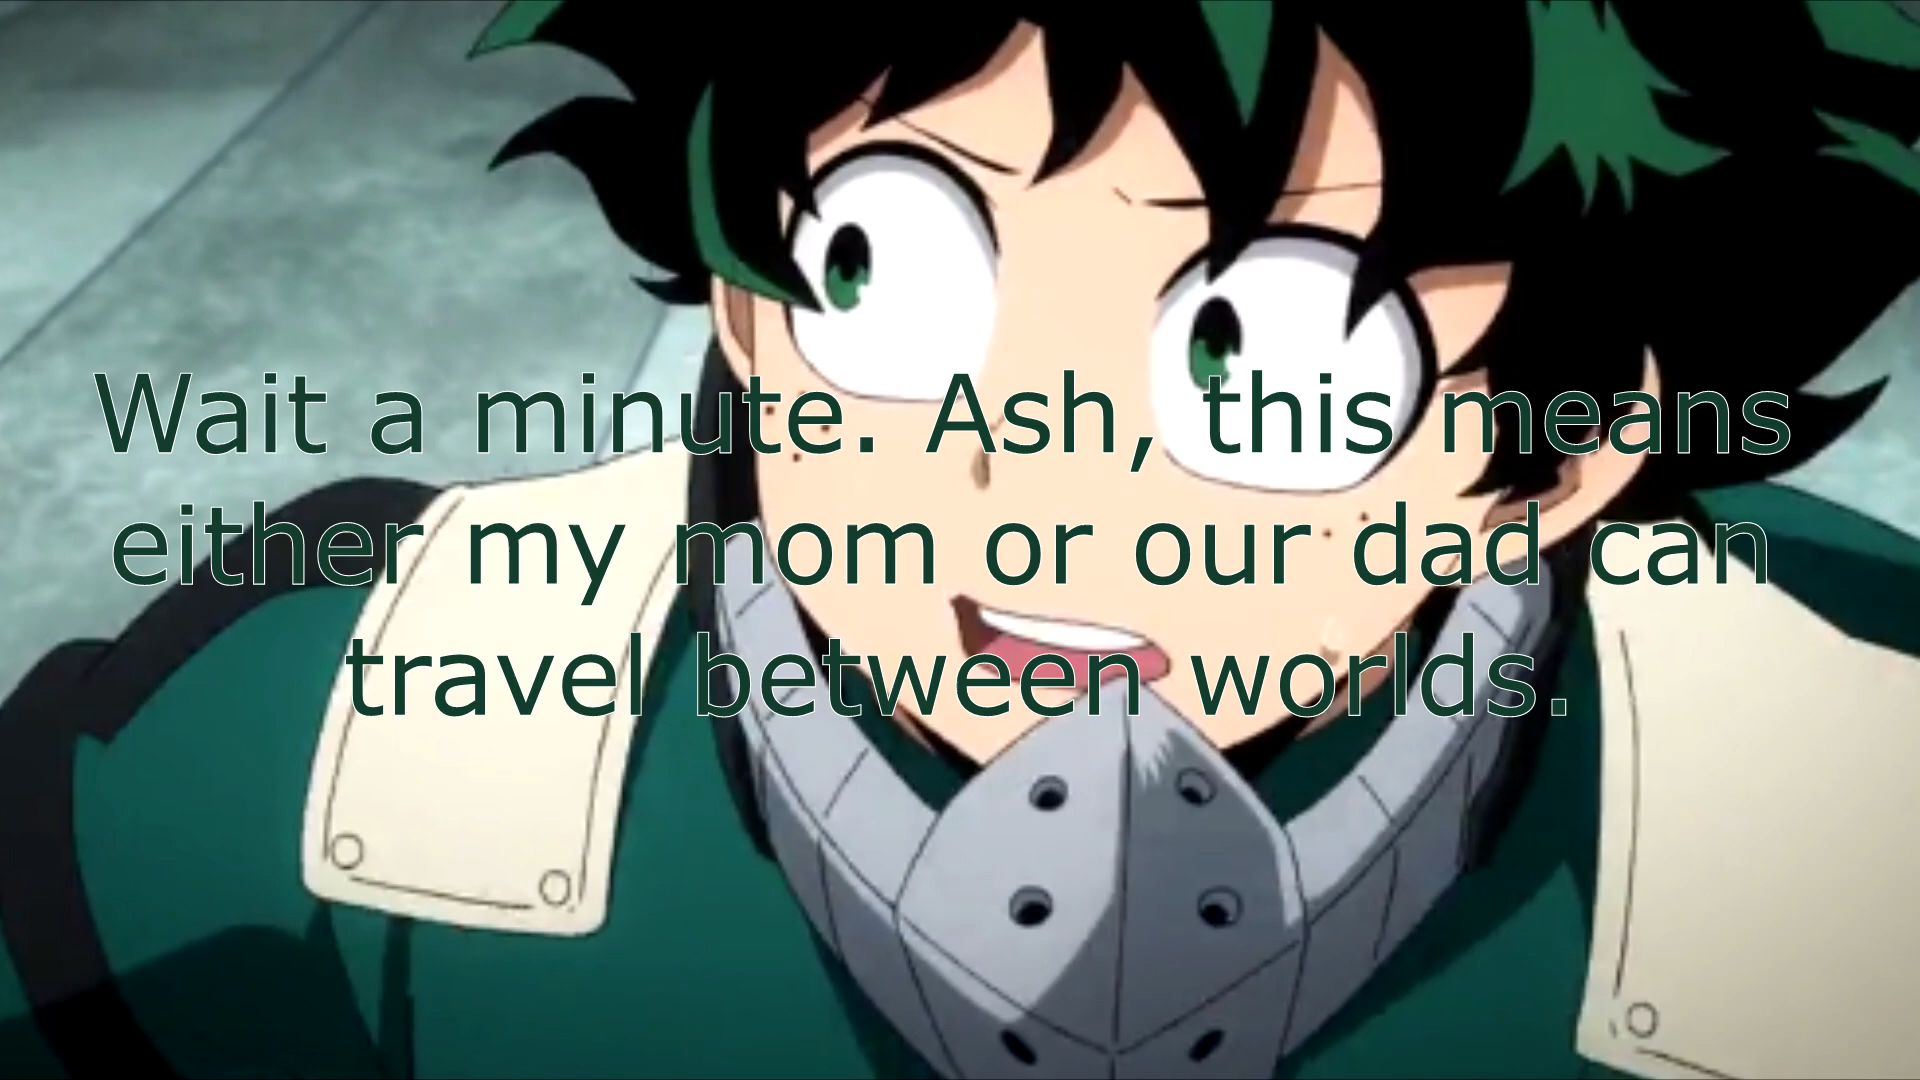 Wait a minute. Ash, this means
either my mom or our dad can
travel between worlds.